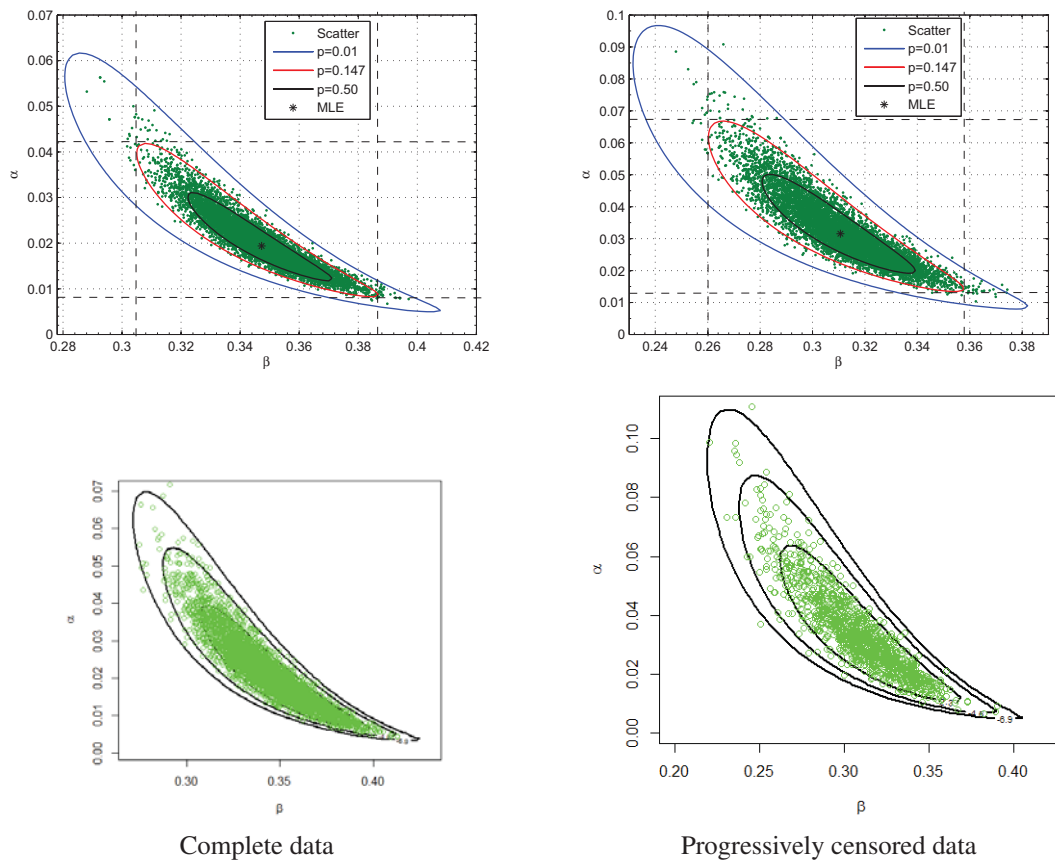 0.07
0.06
0.05
0.04
0.03
0.02
0.01
0
α
0.28 0.3 0.32 0.34 0.36 0.38 0.4 0.42
β
Scatter
p=0.01
p=0.147
p=0.50
MLE
0.1
0.09
0.08
0.07
0.06
0.05
0.04
0.03
0.02
0.01
0
α
0.24 0.26 0.28 0.3 0.32 0.34 0.36 0.38
β
Scatter
p=0.01
p=0.147
p=0.50
MLE
0.07
0.06
0.05
0.04
0.03
0.02
0.01
0.00
α
0.30 0.35 0.40
β
Complete data
0.10
0.08
0.06
0.04
0.02
0.00
α
-6.9
0.20 0.25 0.30 0.35 0.40
β
Progressively censored data